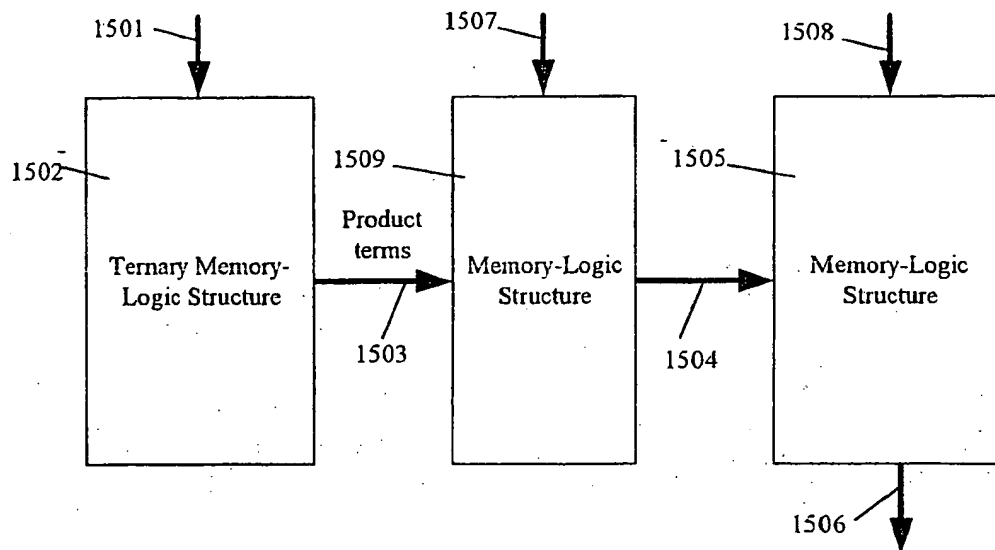 1501
1507
1508
1502
1509
1505
Product
terms
Ternary Memory-
Logic Structure
Memory-Logic
Structure
Memory-Logic
Structure
1503
1504
1506